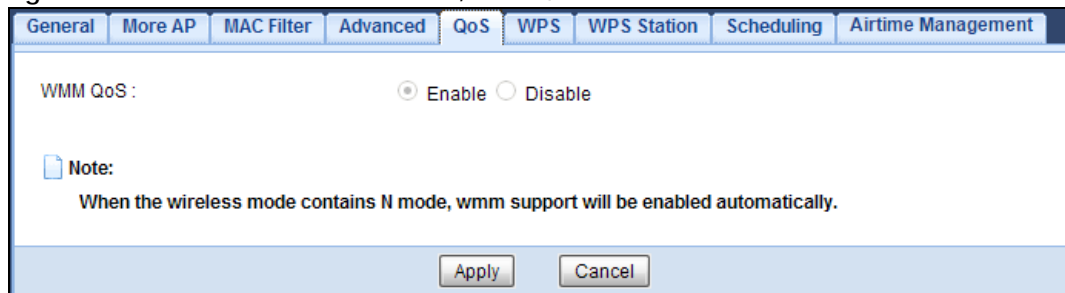 General More AP MAC Filter Advanced QoS WPS WPS Station Scheduling Airtime Management
WMM QoS : Enable Disable
Note:
When the wireless mode contains N mode, wmm support will be enabled automatically.
Apply Cancel